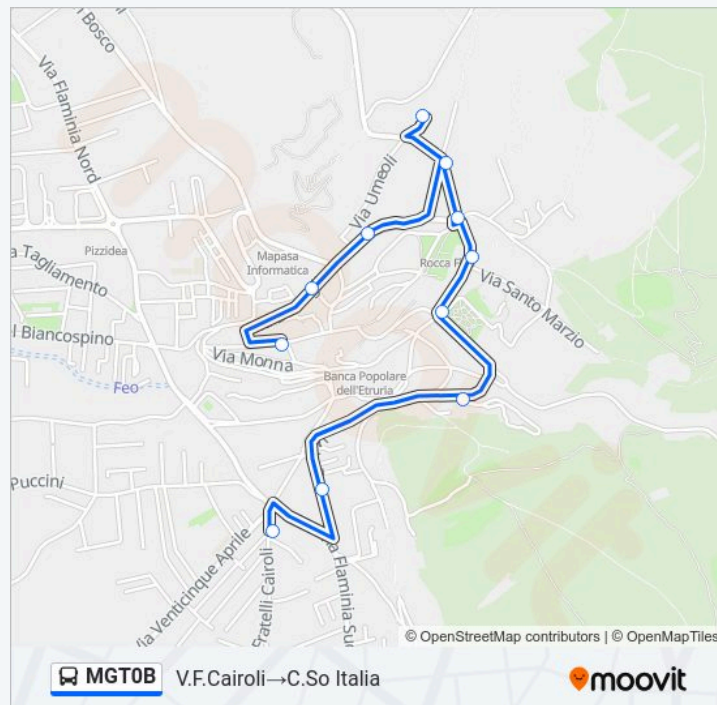 l Bosco
Via Flaminia Nord
Via Umeoli
Pizzidea
Mapasa
Informatica
Rocca F
a Tagliamento
Via Santo Marzio
el Biancospino
Via Monna
Feo
Banca Popolare
dell'Etruria
Puccini
Via Venticinque Aprile
Fratelli Cairoli
a Flaminia Sud
© OpenStreetMap contributors | © OpenMapTiles
MGT0B
V.F.Cairoli→C.So Italia
moovit